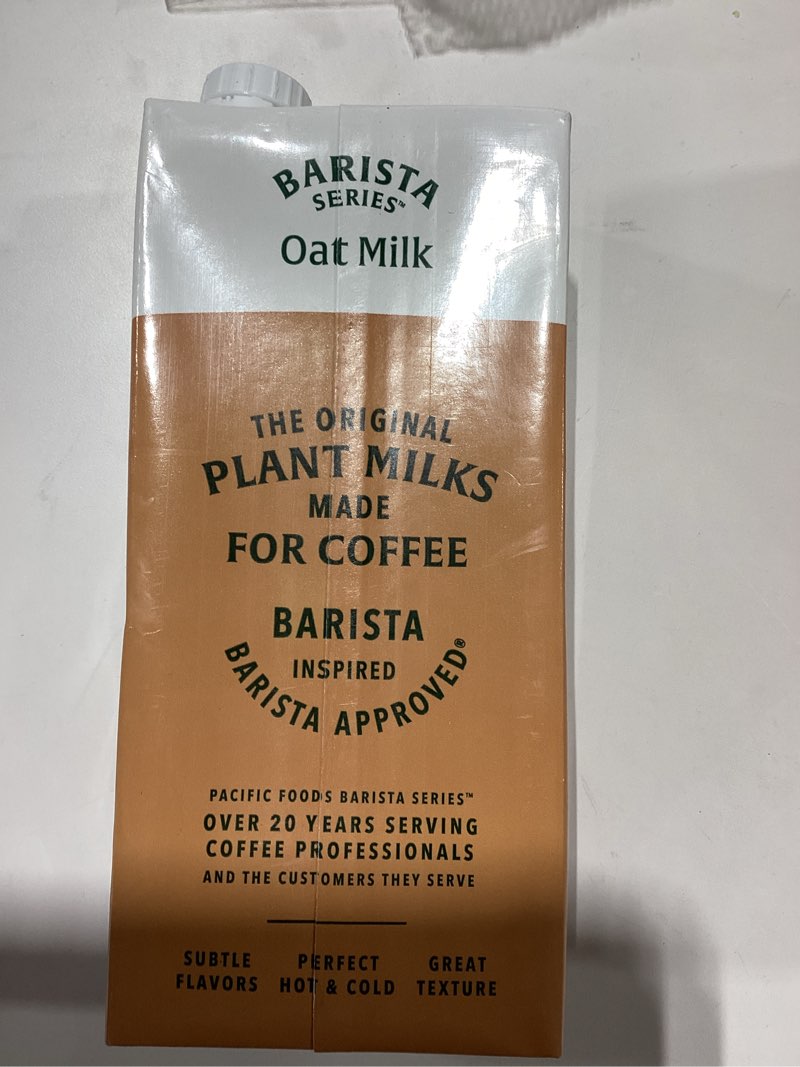 BARISTA
SERIES™
Oat Milk
THE ORIGINAL
PLANT MILKS
MADE
FOR COFFEE
BARISTA
INSPIRED
BARISTA APPROVED®
PACIFIC FOODS BARISTA SERIES™
OVER 20 YEARS SERVING
COFFEE PROFESSIONALS
AND THE CUSTOMERS THEY SERVE
SUBTLE FLAVORS
PERFECT HOT & COLD
GREAT TEXTURE